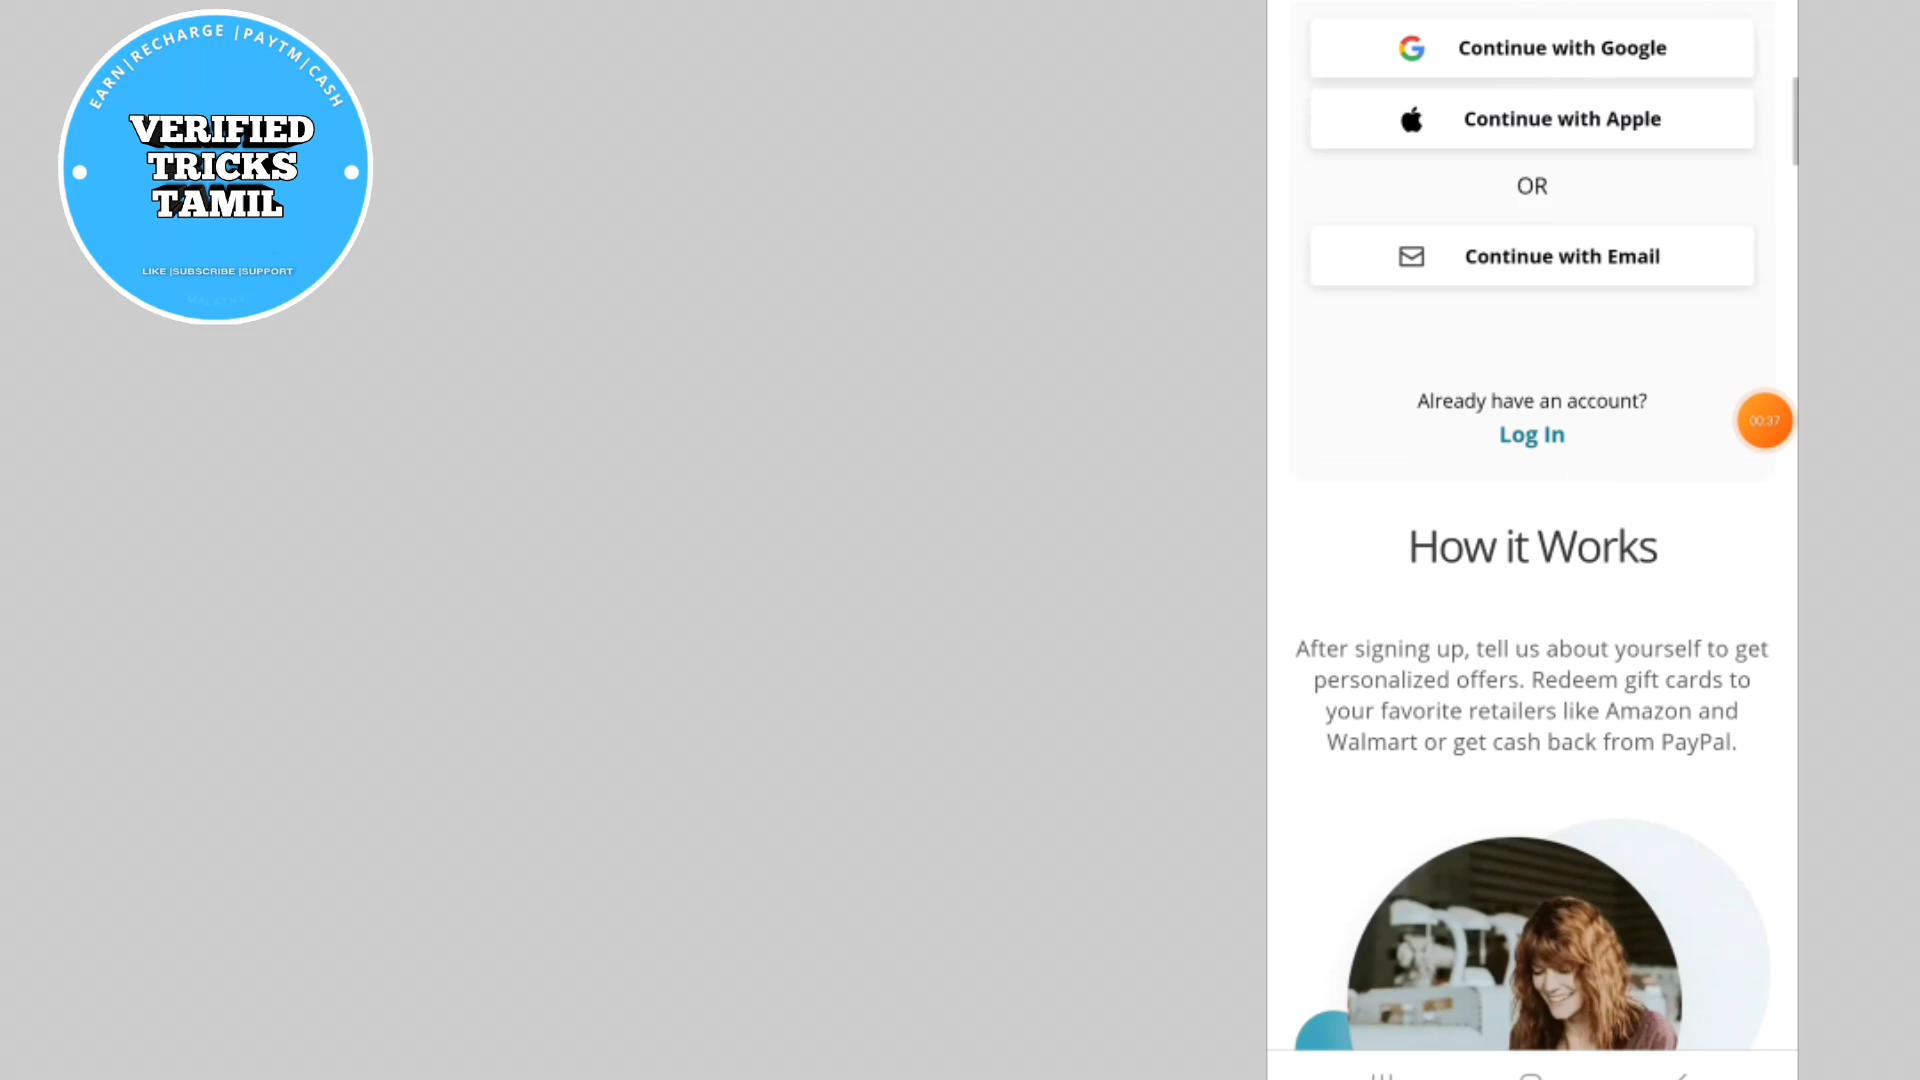 EARN|RECHARGE |PAYTM|CASH
VERIFIED
TRICKS
TAMIL
LIKE |SUBSCRIBE |SUPPORT
MALATHY
Continue with Google
Continue with Apple
OR
Continue with Email
Already have an account?
Log In
00:37
How it Works
After signing up, tell us about yourself to get
personalized offers. Redeem gift cards to
your favorite retailers like Amazon and
Walmart or get cash back from PayPal.